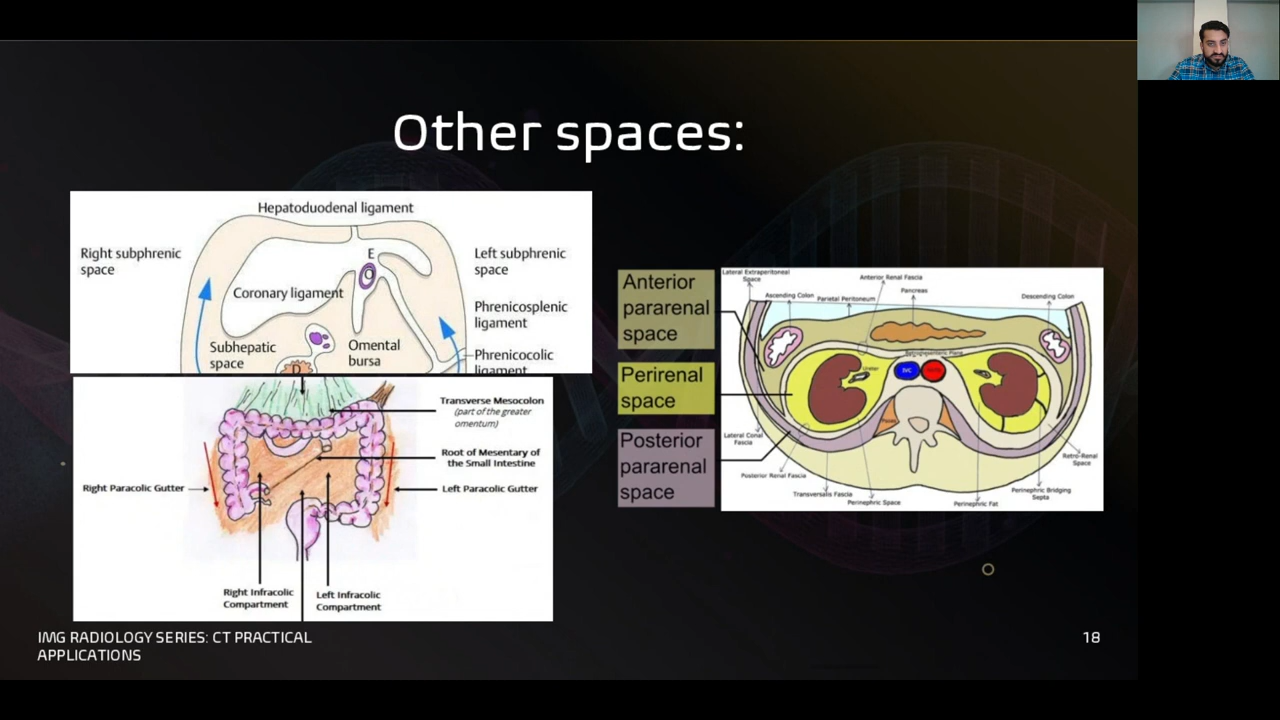 Other spaces:
Hepatoduodenal ligament
Right subphrenic
space
E
Left subphrenic
space
Coronary ligament
Phrenicosplenic
ligament
Subhepatic
space
Omental
bursa
Phrenicocolic
ligament
D
Transverse Mesocolon
(part of the greater
omentum)
Root of Mesentary of
the Small Intestine
Right Paracolic Gutter
Left Paracolic Gutter
Right Infracolic
Compartment
Left Infracolic
Compartment
Anterior
pararenal
space
Perirenal
space
Posterior
pararenal
space
Lateral Extraperitoneal
Space
Anterior Renal Fascia
Ascending Colon
Parietal Peritoneum
Pancreas
Descending Colon
Ureter
IVC
Psoas
Lateral Conal
Fascia
Retro-Renal
Space
Posterior Renal Fascia
Transversalis Fascia
Perinephric Space
Perinephric Fat
Perinephric Bridging
Septa
IMG RADIOLOGY SERIES: CT PRACTICAL
APPLICATIONS
18